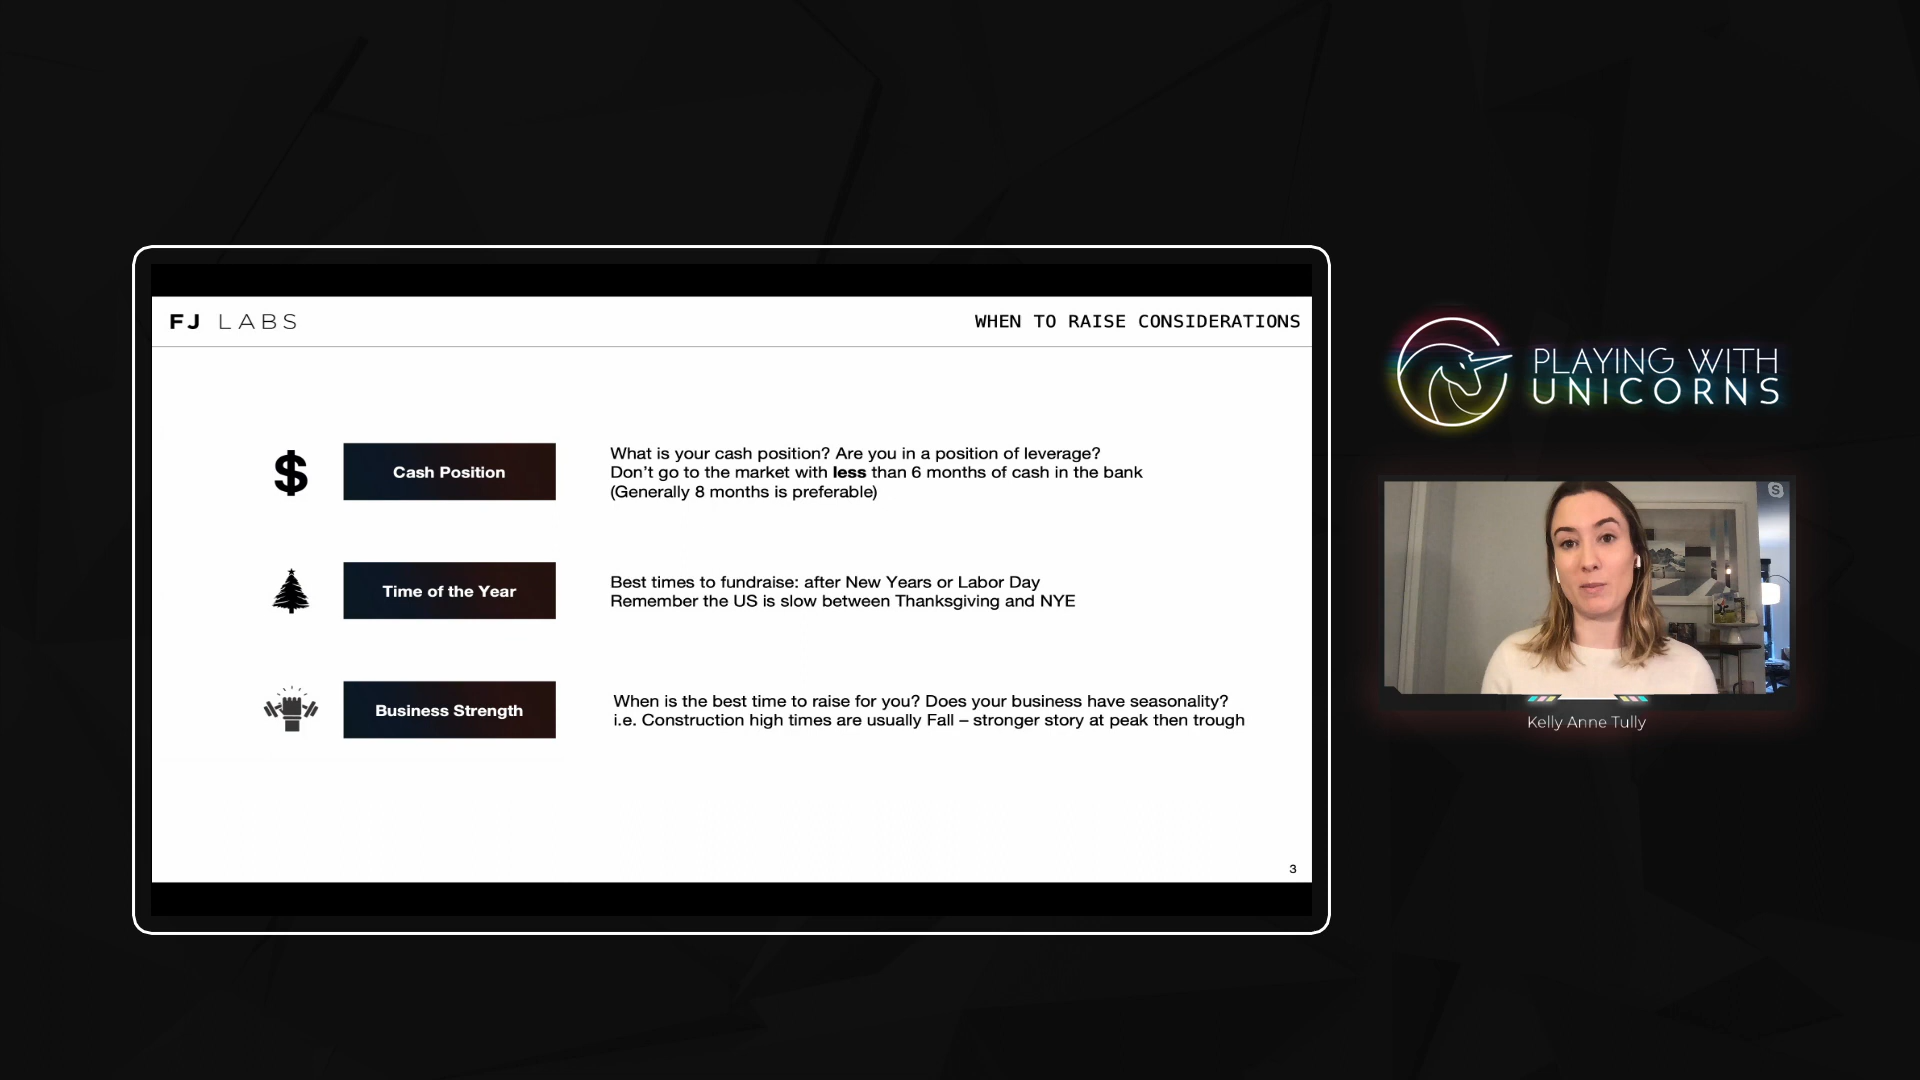 FJ LABS
WHEN TO RAISE CONSIDERATIONS
$
Cash Position
What is your cash position? Are you in a position of leverage?
Don’t go to the market with less than 6 months of cash in the bank
(Generally 8 months is preferable)
Time of the Year
Best times to fundraise: after New Years or Labor Day
Remember the US is slow between Thanksgiving and NYE
Business Strength
When is the best time to raise for you? Does your business have seasonality?
i.e. Construction high times are usually Fall – stronger story at peak then trough
3
PLAYING WITH
UNICORNS
S
Kelly Anne Tully